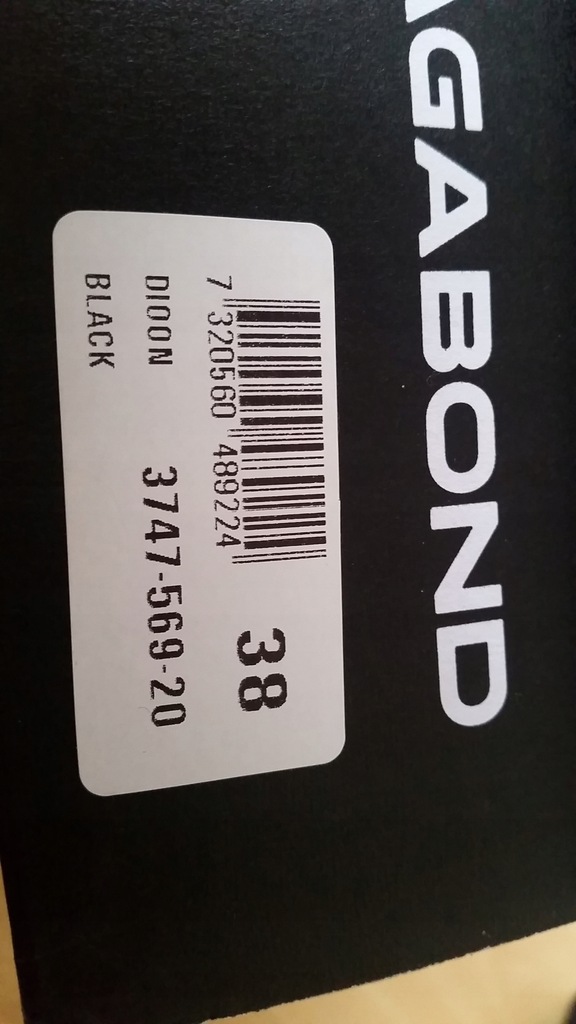 AGABOND
7 320560 489224 38
DIOON 3747-569-20
BLACK